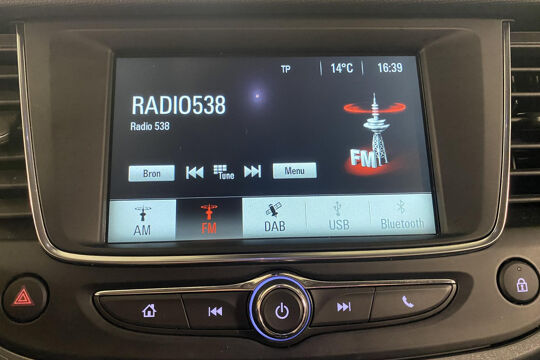 TP 14°C 16:39
RADIO538
Radio 538
FM
Bron Tune Menu
AM FM DAB USB Bluetooth